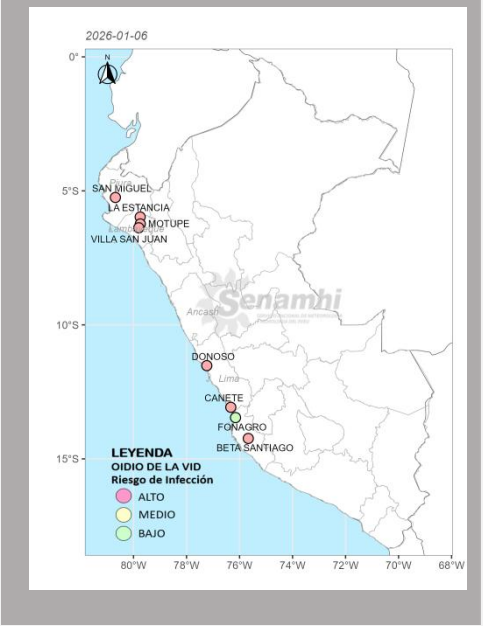 2026-01-06
N
0°
5°S
10°S
15°S
Piura
SAN MIGUEL
LA ESTANCIA
MOTUPE
Lambayeque
VILLA SAN JUAN
Senamhi
Ancash
DONOSO
Lima
CANETE
FONAGRO
BETA SANTIAGO
LEYENDA
OIDIO DE LA VID
Riesgo de Infección
ALTO
MEDIO
BAJO
80°W 78°W 76°W 74°W 72°W 70°W 68°W